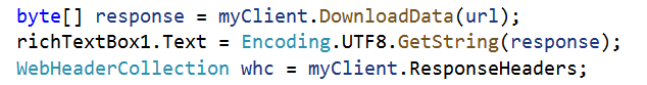 byte[] response = myClient.DownloadData(url);
richTextBox1.Text = Encoding.UTF8.GetString(response);
WebHeaderCollection whc = myClient.ResponseHeaders;